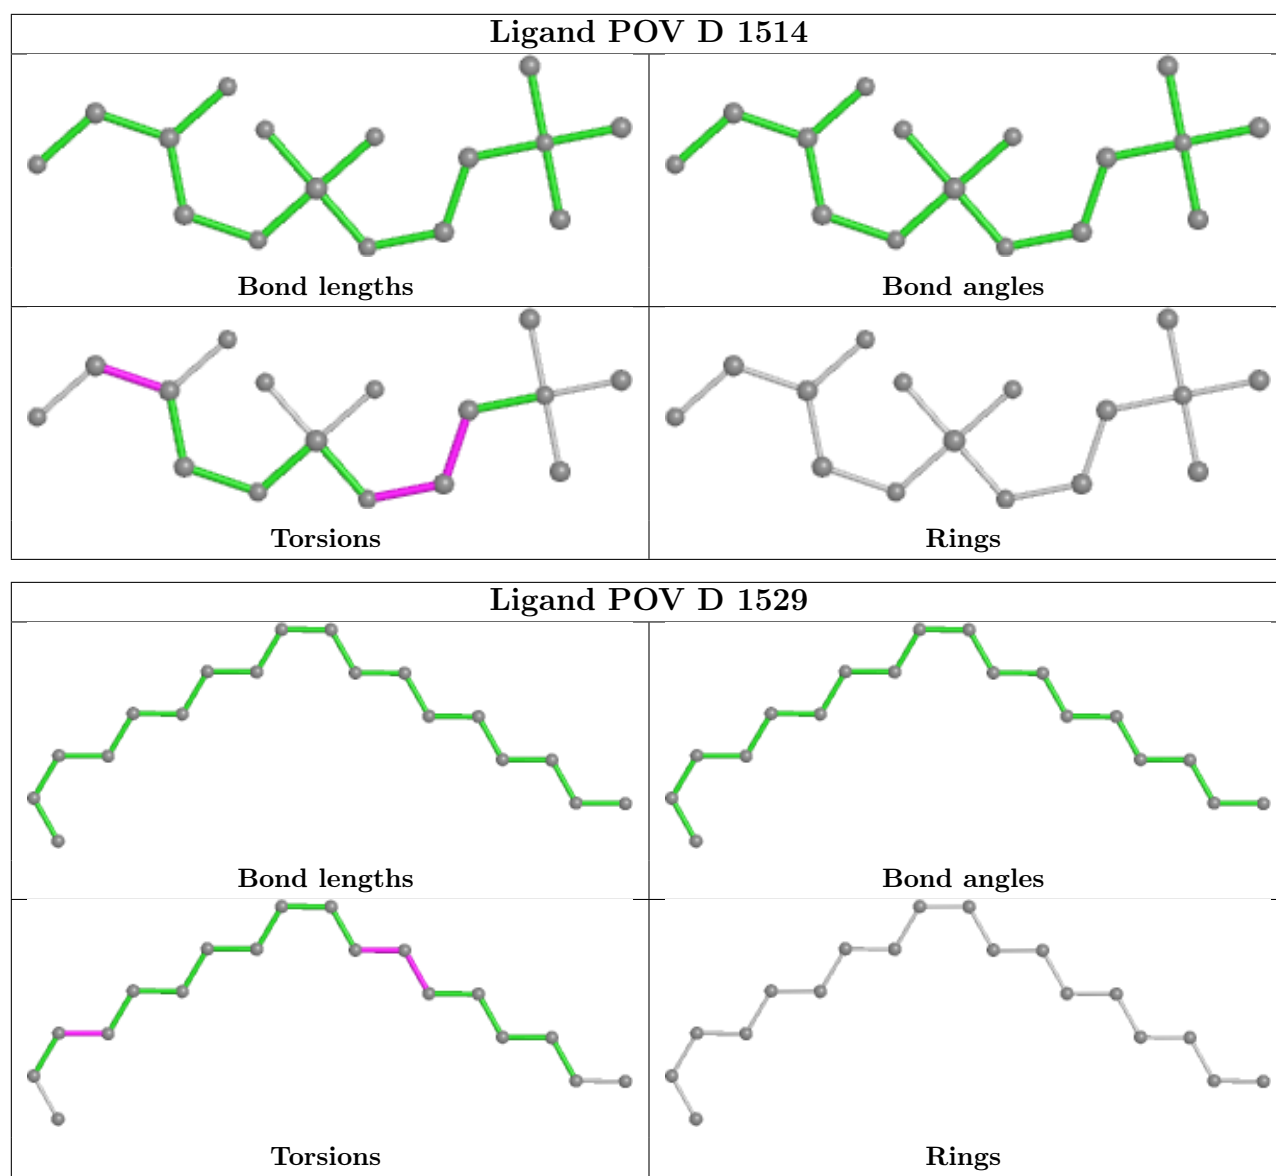 Ligand POV D 1514
Bond lengths
Bond angles
Torsions
Rings
Ligand POV D 1529
Bond lengths
Bond angles
Torsions
Rings